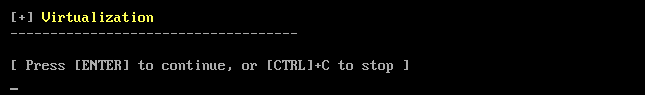 [+] Virtualization
------------------------------------
[ Press [ENTER] to continue, or [CTRL]+C to stop ]
_